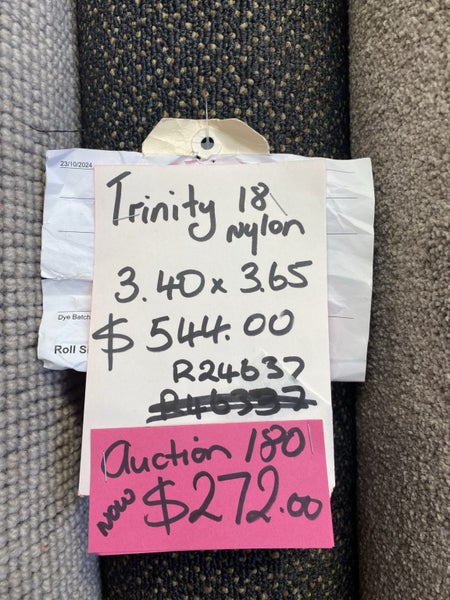 23/10/2024
Trinity 18
Nylon
3.40 x 3.65
$544.00
R24637
R46337
Dye Batch
Roll Si
Auction 180
Now $272.00